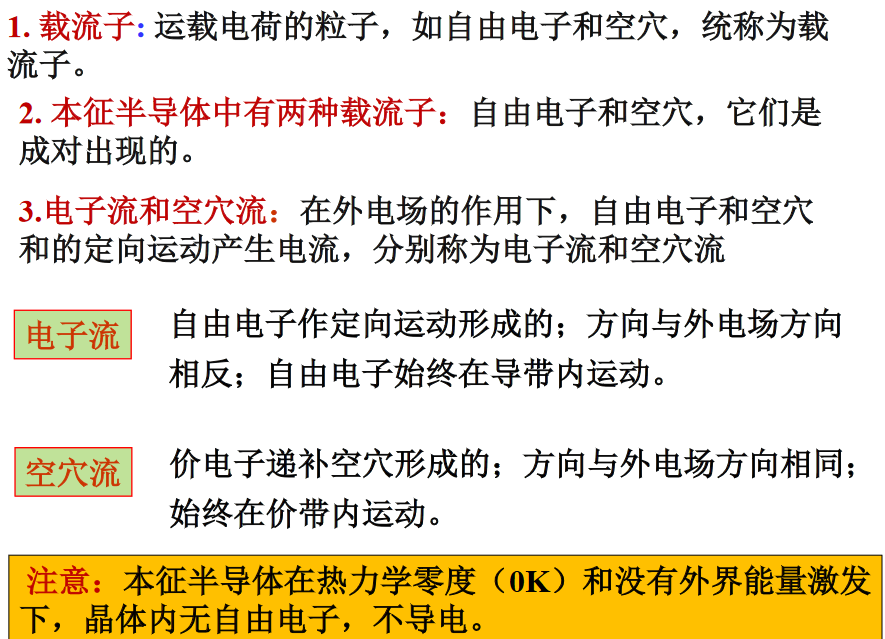 1. 载流子: 运载电荷的粒子，如自由电子和空穴，统称为载
流子。
2. 本征半导体中有两种载流子：自由电子和空穴，它们是
成对出现的。
3.电子流和空穴流：在外电场的作用下，自由电子和空穴
和的定向运动产生电流，分别称为电子流和空穴流
电子流
自由电子作定向运动形成的；方向与外电场方向
相反；自由电子始终在导带内运动。
空穴流
价电子递补空穴形成的；方向与外电场方向相同；
始终在价带内运动。
注意：本征半导体在热力学零度（0K）和没有外界能量激发
下，晶体内无自由电子，不导电。